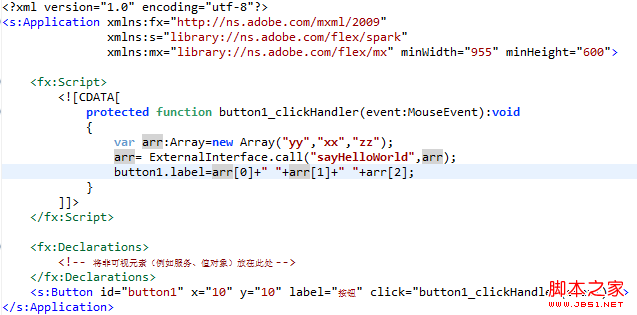 <?xml version="1.0" encoding="utf-8"?>
<s:Application xmlns:fx="http://ns.adobe.com/mxml/2009"
xmlns:s="library://ns.adobe.com/flex/spark"
xmlns:mx="library://ns.adobe.com/flex/mx" minWidth="955" minHeight="600">
<fx:Script>
<![CDATA[
protected function button1_clickHandler(event:MouseEvent):void
{
var arr:Array=new Array("yy","xx","zz");
arr= ExternalInterface.call("sayHelloWorld",arr);
button1.label=arr[0]+" "+arr[1]+" "+arr[2];
}
]]>
</fx:Script>
<fx:Declarations>
<!-- 将非可视元素（例如服务、值对象）放在此处 -->
</fx:Declarations>
<s:Button id="button1" x="10" y="10" label="按钮" click="button1_clickHandle
</s:Application>
脚本之家
www.jb51.net